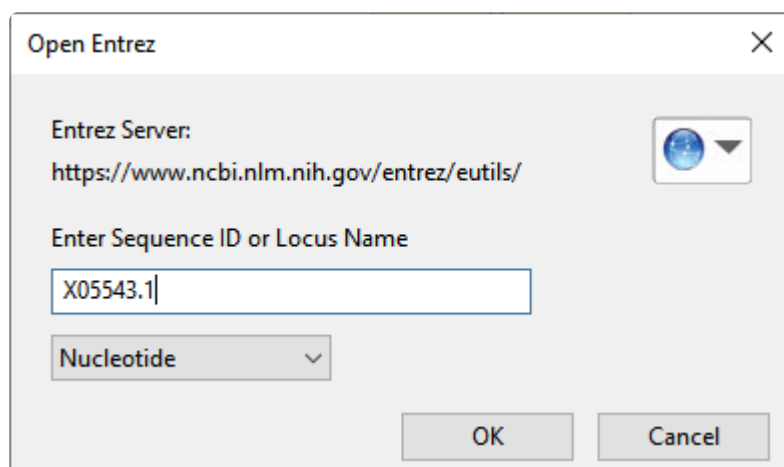 Open Entrez
Entrez Server:
https://www.ncbi.nlm.nih.gov/entrez/eutils/
Enter Sequence ID or Locus Name
X05543.1
Nucleotide
OK Cancel